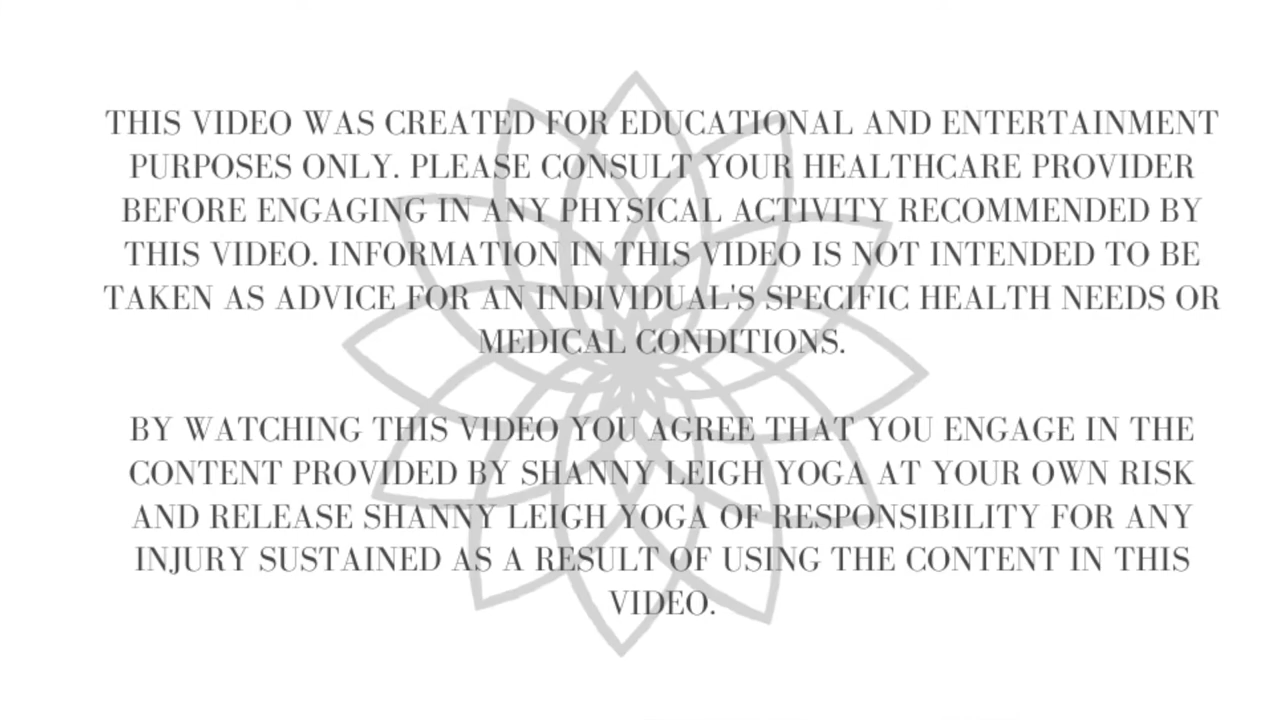 THIS VIDEO WAS CREATED FOR EDUCATIONAL AND ENTERTAINMENT
PURPOSES ONLY. PLEASE CONSULT YOUR HEALTHCARE PROVIDER
BEFORE ENGAGING IN ANY PHYSICAL ACTIVITY RECOMMENDED BY
THIS VIDEO. INFORMATION IN THIS VIDEO IS NOT INTENDED TO BE
TAKEN AS ADVICE FOR AN INDIVIDUAL'S SPECIFIC HEALTH NEEDS OR
MEDICAL CONDITIONS.
BY WATCHING THIS VIDEO YOU AGREE THAT YOU ENGAGE IN THE
CONTENT PROVIDED BY SHANNY LEIGH YOGA AT YOUR OWN RISK
AND RELEASE SHANNY LEIGH YOGA OF RESPONSIBILITY FOR ANY
INJURY SUSTAINED AS A RESULT OF USING THE CONTENT IN THIS
VIDEO.